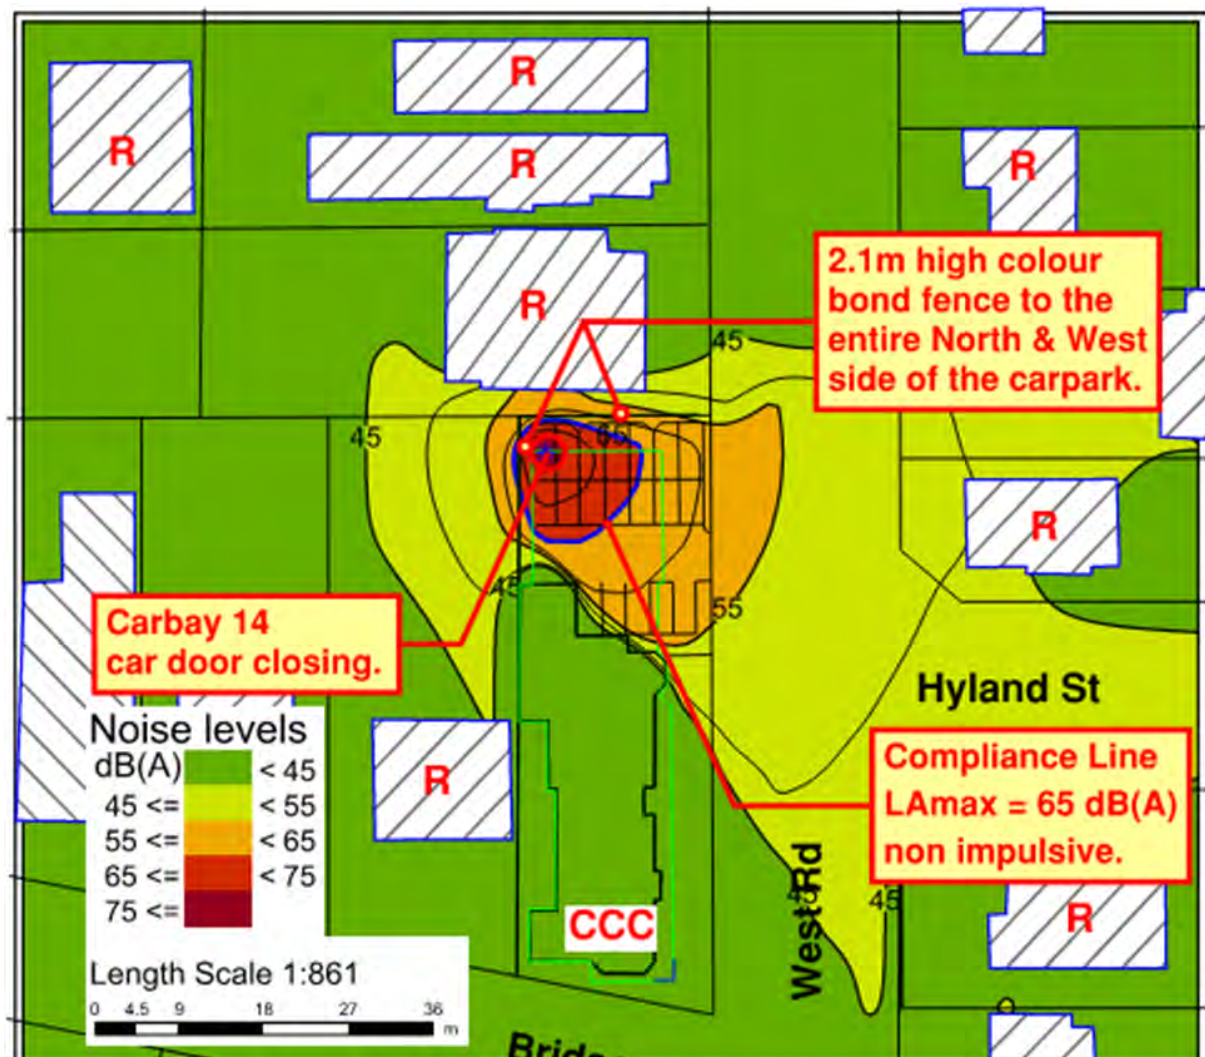 R
R
R
R
R
2.1m high colour
bond fence to the
entire North & West
side of the carpark.
45
45
65
R
45
55
Carbay 14
car door closing.
Hyland St
Noise levels
dB(A)
< 45
45 <=
< 55
55 <=
< 65
65 <=
< 75
75 <=
R
Compliance Line
LAmax = 65 dB(A)
non impulsive.
West Rd
45
45
CCC
R
Length Scale 1:861
0 4.5 9 18 27 36
m